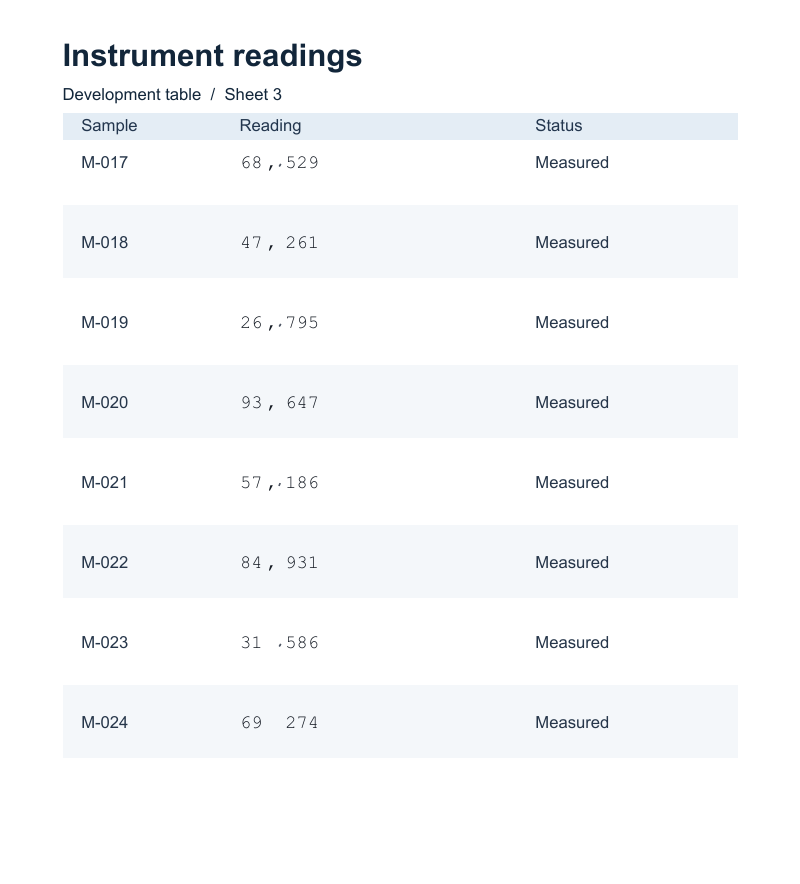 Instrument readings
Development table / Sheet 3
Sample Reading Status
M-017 68,.529 Measured
M-018 47, 261 Measured
M-019 26,.795 Measured
M-020 93, 647 Measured
M-021 57,.186 Measured
M-022 84, 931 Measured
M-023 31 .586 Measured
M-024 69 274 Measured